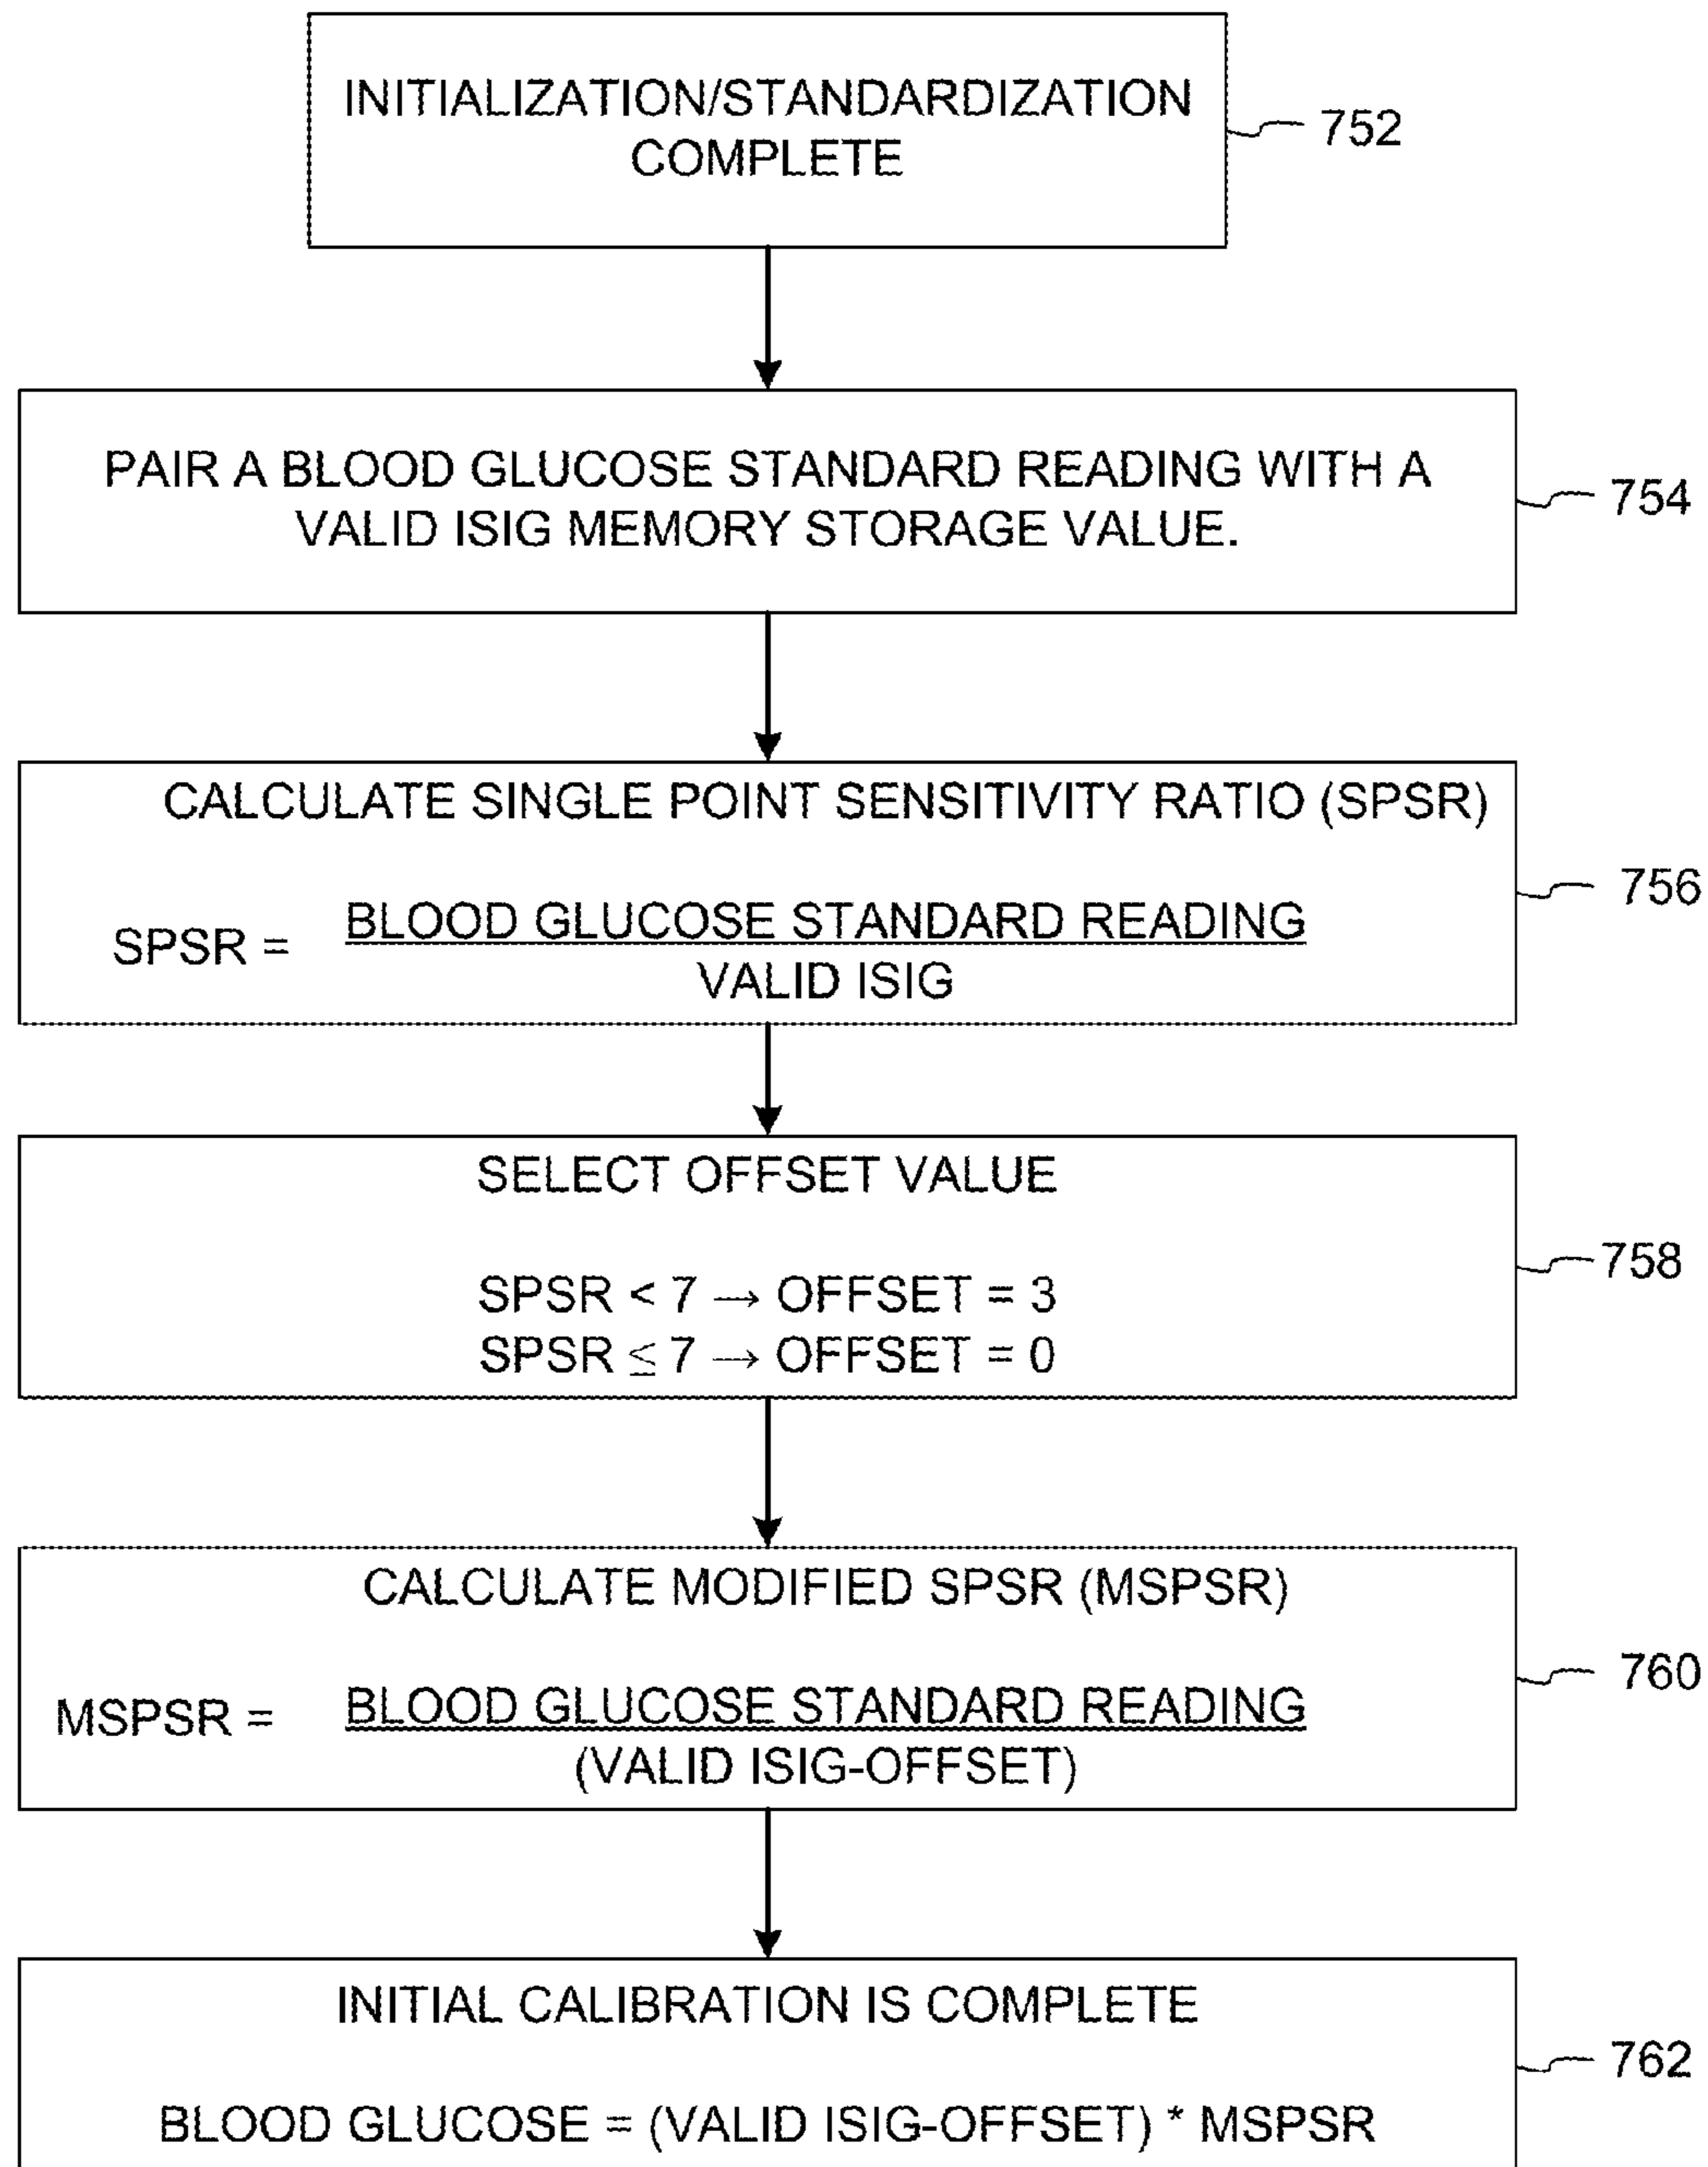 INITIALIZATION/STANDARDIZATION
COMPLETE
752
PAIR A BLOOD GLUCOSE STANDARD READING WITH A
VALID ISIG MEMORY STORAGE VALUE.
754
CALCULATE SINGLE POINT SENSITIVITY RATIO (SPSR)
SPSR =
BLOOD GLUCOSE STANDARD READING
VALID ISIG
756
SELECT OFFSET VALUE
SPSR < 7 → OFFSET = 3
SPSR ≤ 7 → OFFSET = 0
758
CALCULATE MODIFIED SPSR (MSPSR)
MSPSR =
BLOOD GLUCOSE STANDARD READING
(VALID ISIG-OFFSET)
760
INITIAL CALIBRATION IS COMPLETE
BLOOD GLUCOSE = (VALID ISIG-OFFSET) * MSPSR
762